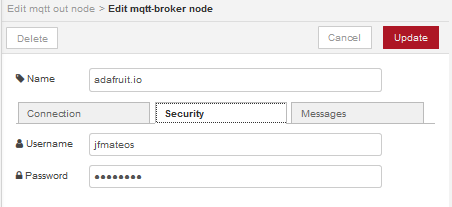 Edit mqtt out node > Edit mqtt-broker node
Delete Cancel Update
Name adafruit.io
Connection Security Messages
Username jfmateos
Password ●●●●●●●●